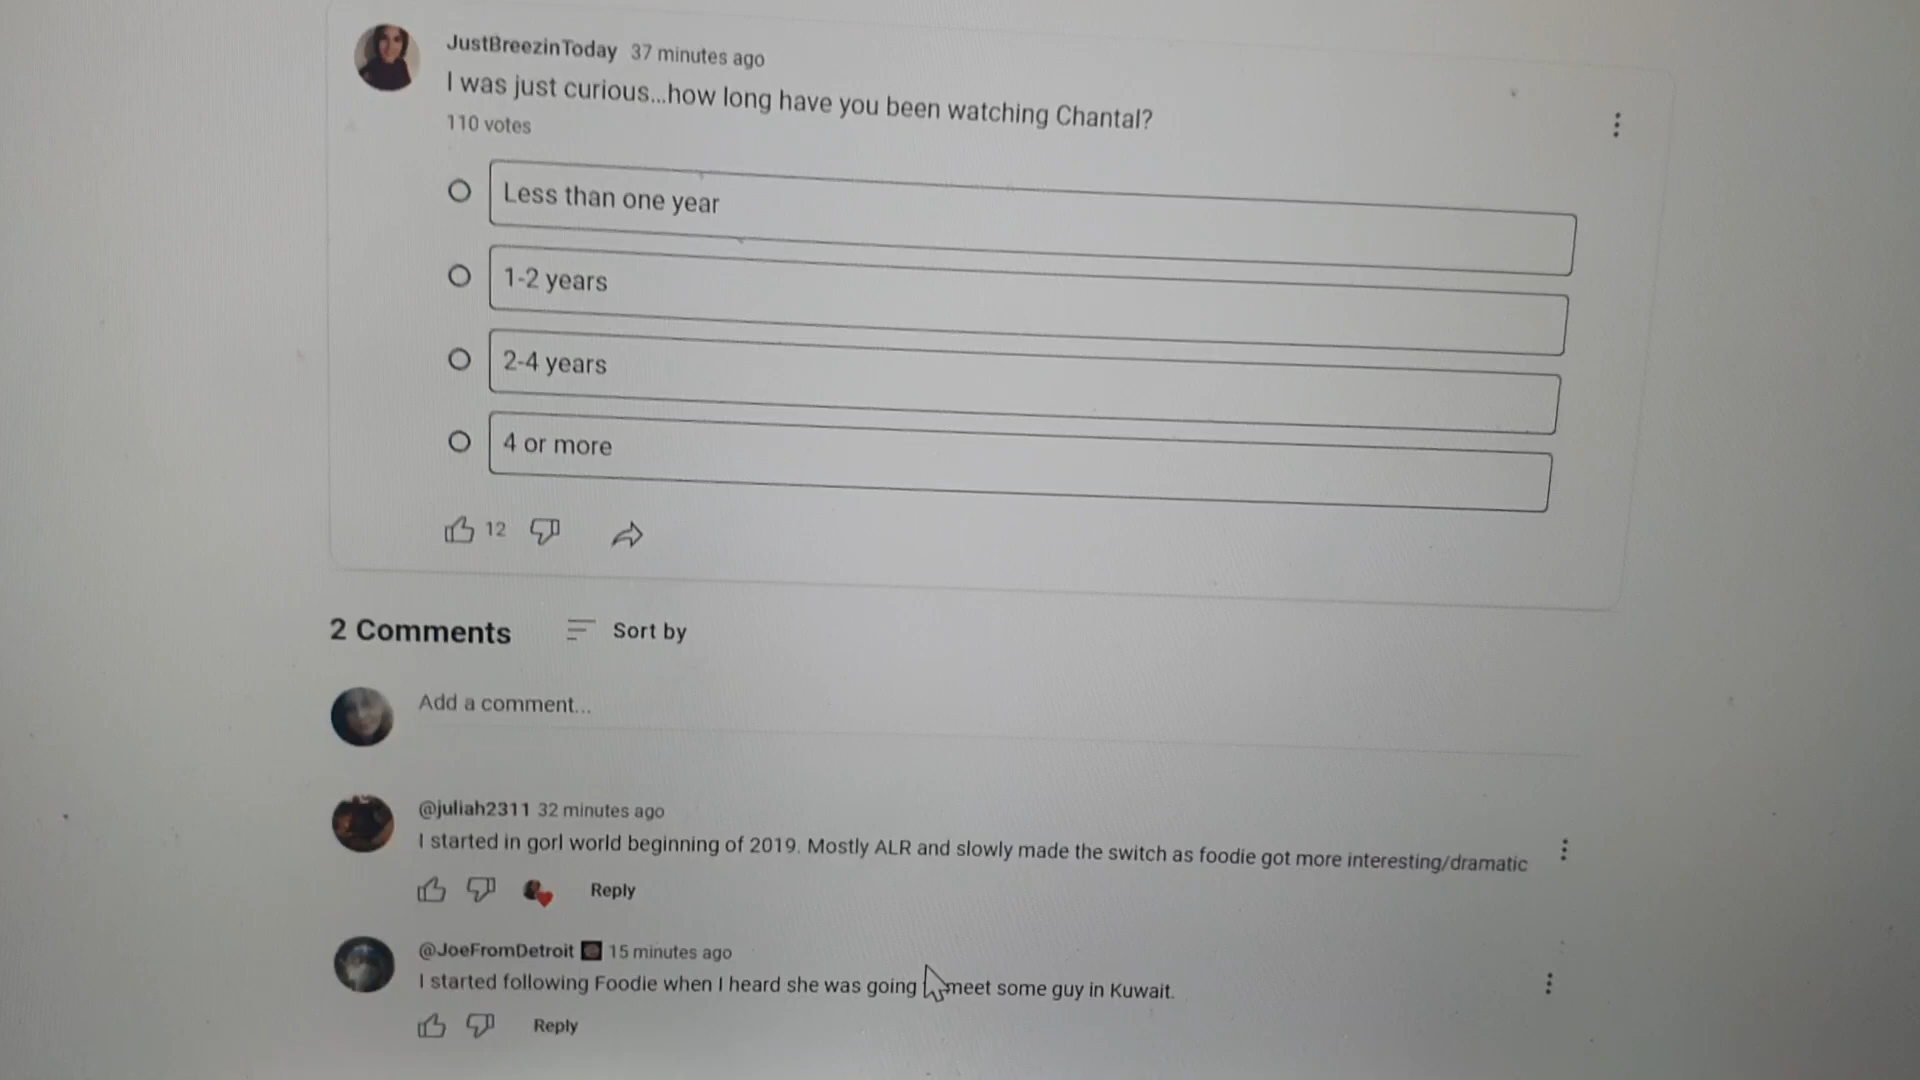 JustBreezinToday 37 minutes ago
I was just curious...how long have you been watching Chantal?
110 votes
Less than one year
1-2 years
2-4 years
4 or more
12
2 Comments Sort by
Add a comment...
@juliah2311 32 minutes ago
I started in gorl world beginning of 2019. Mostly ALR and slowly made the switch as foodie got more interesting/dramatic
Reply
@JoeFromDetroit 15 minutes ago
I started following Foodie when I heard she was going meet some guy in Kuwait.
Reply